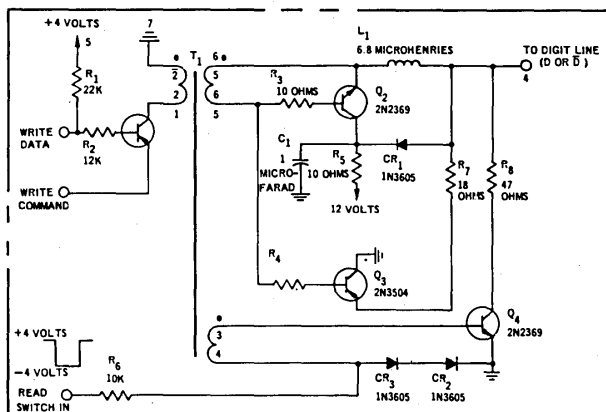 +4 VOLTS
5
R1
22K
WRITE
DATA
R2
12K
WRITE
COMMAND
7
T1
2
2
1
6
5
6
5
R3
10 OHMS
L1
6.8 MICROHENRIES
TO DIGIT LINE
(D OR D̅)
4
Q2
2N2369
C1
1
MICRO-
FARAD
R5
10 OHMS
12 VOLTS
CR1
1N3605
R7
18
OHMS
R8
47
OHMS
R4
Q3
2N3504
Q4
2N2369
3
4
+4 VOLTS
-4 VOLTS
READ
SWITCH IN
R6
10K
CR3
1N3605
CR2
1N3605